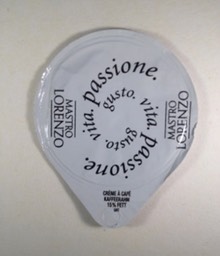 passione.
gusto.
vita.
vita.
gusto.
passione.
MASTRO
LORENZO
MASTRO
LORENZO
CRÈME À CAFÉ
KAFFEERAHM
15% FETT